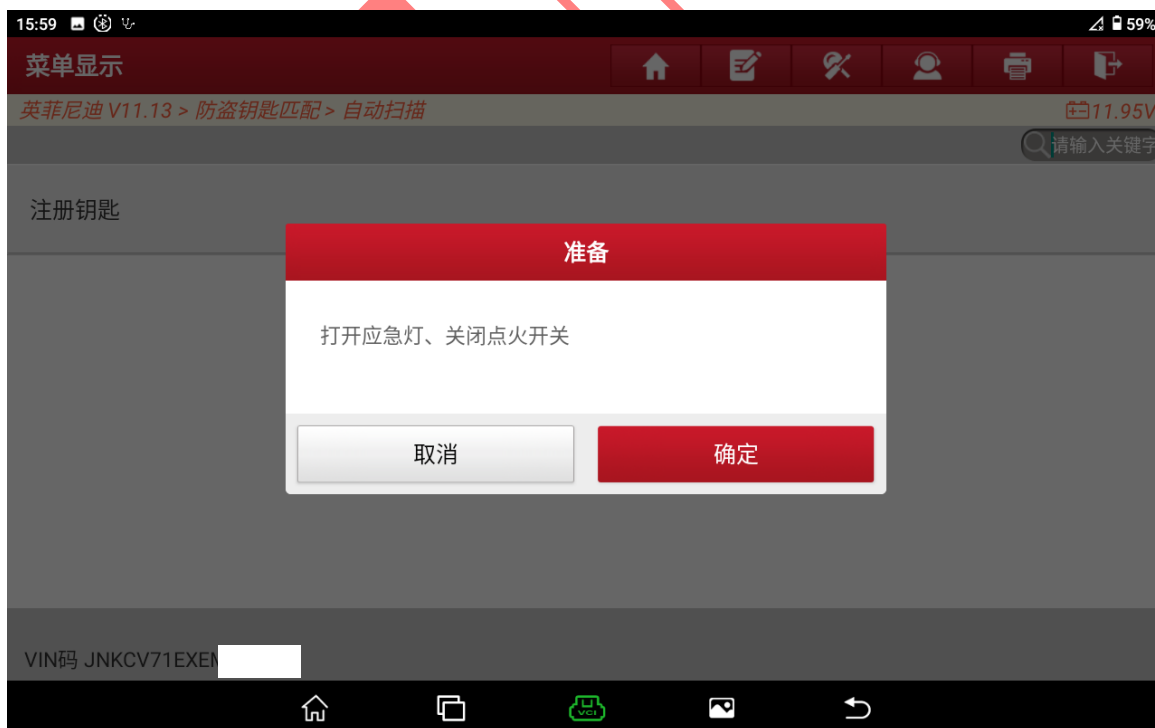 15:59
59%
菜单显示
英菲尼迪 V11.13 > 防盗钥匙匹配 > 自动扫描
11.95V
请输入关键字
注册钥匙
准备
打开应急灯、关闭点火开关
取消
确定
VIN码 JNKCV71EXEM
VCI